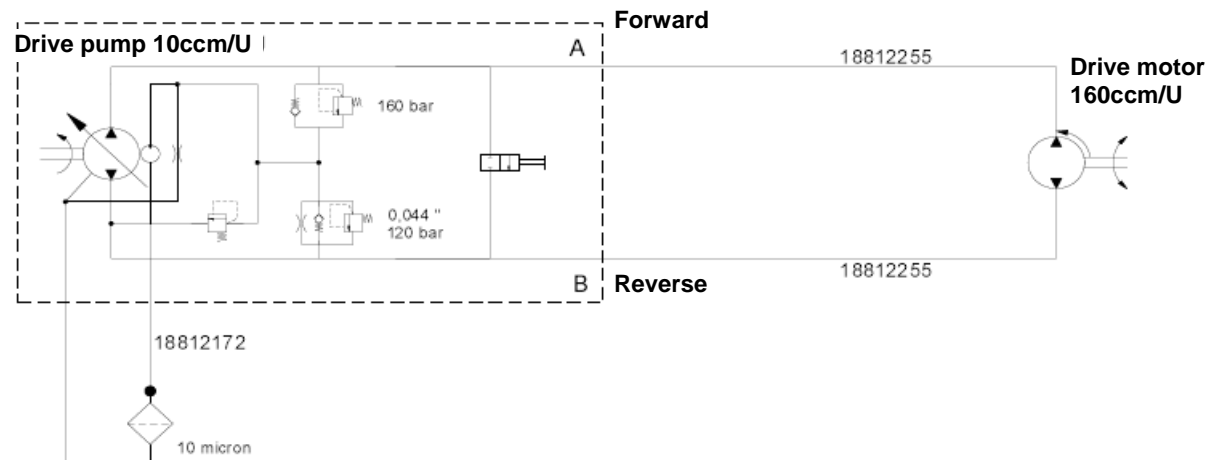 Forward
Drive pump 10ccm/U
A
18812255
Drive motor
160ccm/U
160 bar
0,044 "
120 bar
18812255
B
Reverse
18812172
10 micron